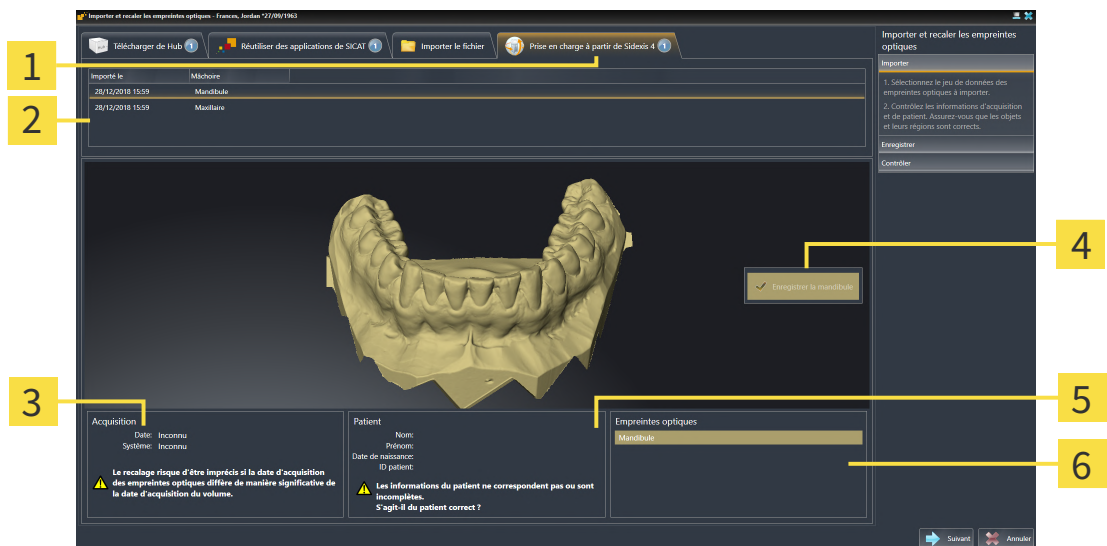 Importer et recaler les empreintes optiques - Frances, Jordan *27/09/1963
Télécharger de Hub 1
Réutiliser des applications de SICAT 1
Importer le fichier
Prise en charge à partir de Sidexis 4 1
Importé le
Mâchoire
28/12/2018 15:59
Mandibule
28/12/2018 15:59
Maxillaire
Importer et recaler les empreintes
optiques
Importer
1. Sélectionnez le jeu de données des
empreintes optiques à importer.
2. Contrôlez les informations d'acquisition
et de patient. Assurez-vous que les objets
et leurs régions sont corrects.
Enregistrer
Contrôler
1
2
3
4
5
6
Enregistrer la mandibule
Acquisition
Date: Inconnu
Système: Inconnu
Le recalage risque d'être imprécis si la date d'acquisition
des empreintes optiques diffère de manière significative de
la date d'acquisition du volume.
Patient
Nom:
Prénom:
Date de naissance:
ID patient:
Les informations du patient ne correspondent pas ou sont
incomplètes.
S'agit-il du patient correct ?
Empreintes optiques
Mandibule
Suivant
Annuler